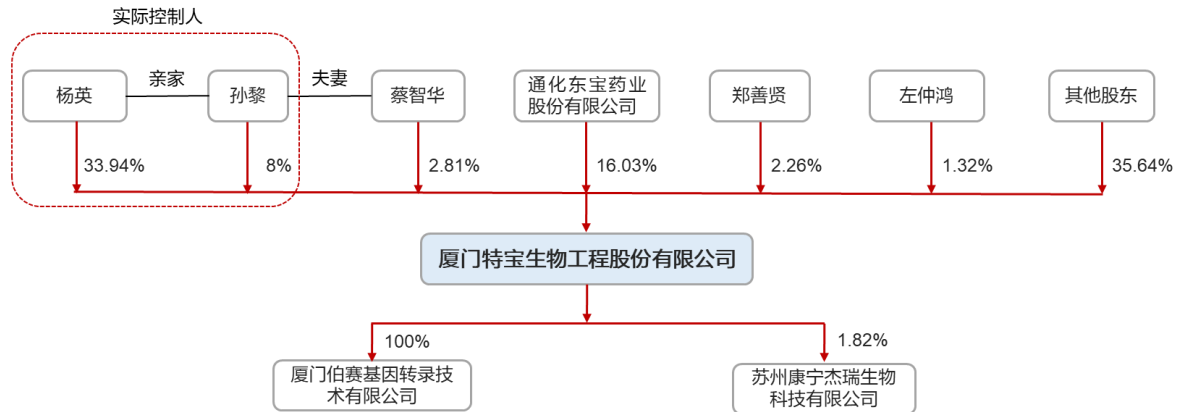 实际控制人
杨英
亲家
孙黎
夫妻
蔡智华
通化东宝药业
股份有限公司
郑善贤
左仲鸿
其他股东
33.94%
8%
2.81%
16.03%
2.26%
1.32%
35.64%
厦门特宝生物工程股份有限公司
100%
1.82%
厦门伯赛基因转录技
术有限公司
苏州康宁杰瑞生物
科技有限公司